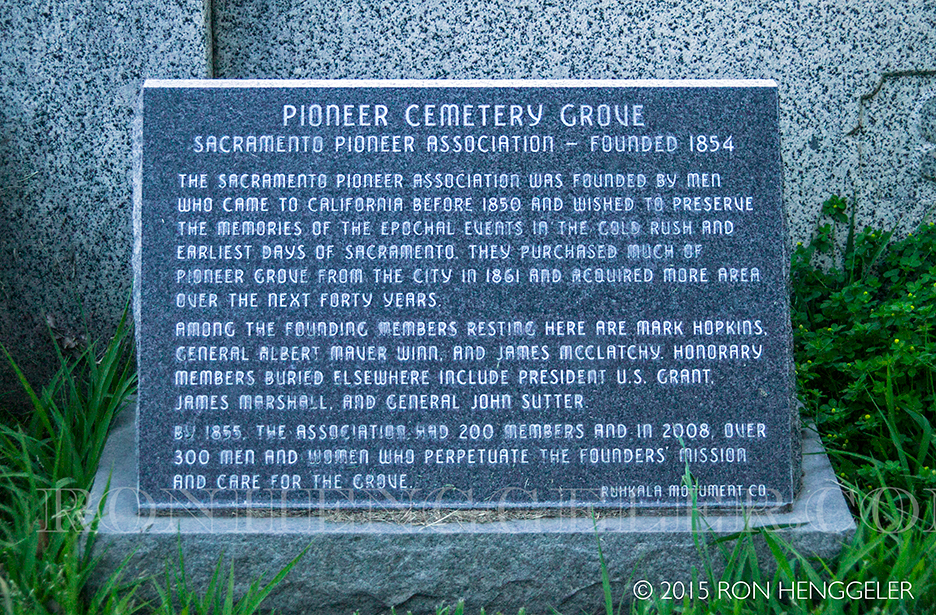 PIONEER CEMETERY GROVE
SACRAMENTO PIONEER ASSOCIATION – FOUNDED 1854
THE SACRAMENTO PIONEER ASSOCIATION WAS FOUNDED BY MEN
WHO CAME TO CALIFORNIA BEFORE 1850 AND WISHED TO PRESERVE
THE MEMORIES OF THE EPOCHAL EVENTS IN THE GOLD RUSH AND
EARLIEST DAYS OF SACRAMENTO. THEY PURCHASED MUCH OF
PIONEER GROVE FROM THE CITY IN 1861 AND ACQUIRED MORE AREA
OVER THE NEXT FORTY YEARS.
AMONG THE FOUNDING MEMBERS RESTING HERE ARE MARK HOPKINS,
GENERAL ALBERT MAVER WINN, AND JAMES MCCLATCHY. HONORARY
MEMBERS BURIED ELSEWHERE INCLUDE PRESIDENT U.S. GRANT,
JAMES MARSHALL, AND GENERAL JOHN SUTTER.
BY 1855, THE ASSOCIATION HAD 200 MEMBERS AND IN 2008, OVER
300 MEN AND WOMEN WHO PERPETUATE THE FOUNDERS' MISSION
AND CARE FOR THE GROVE.
RUHKALA MONUMENT CO
RON HENGGELER.COM
© 2015 RON HENGGELER